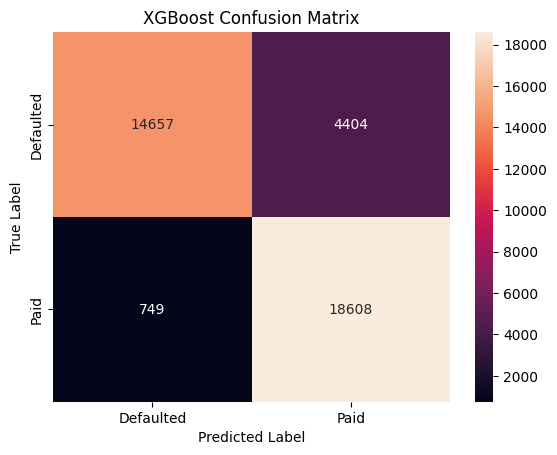 XGBoost Confusion Matrix
True Label
Defaulted
Paid
14657
4404
749
18608
Defaulted
Paid
Predicted Label
18000
16000
14000
12000
10000
8000
6000
4000
2000